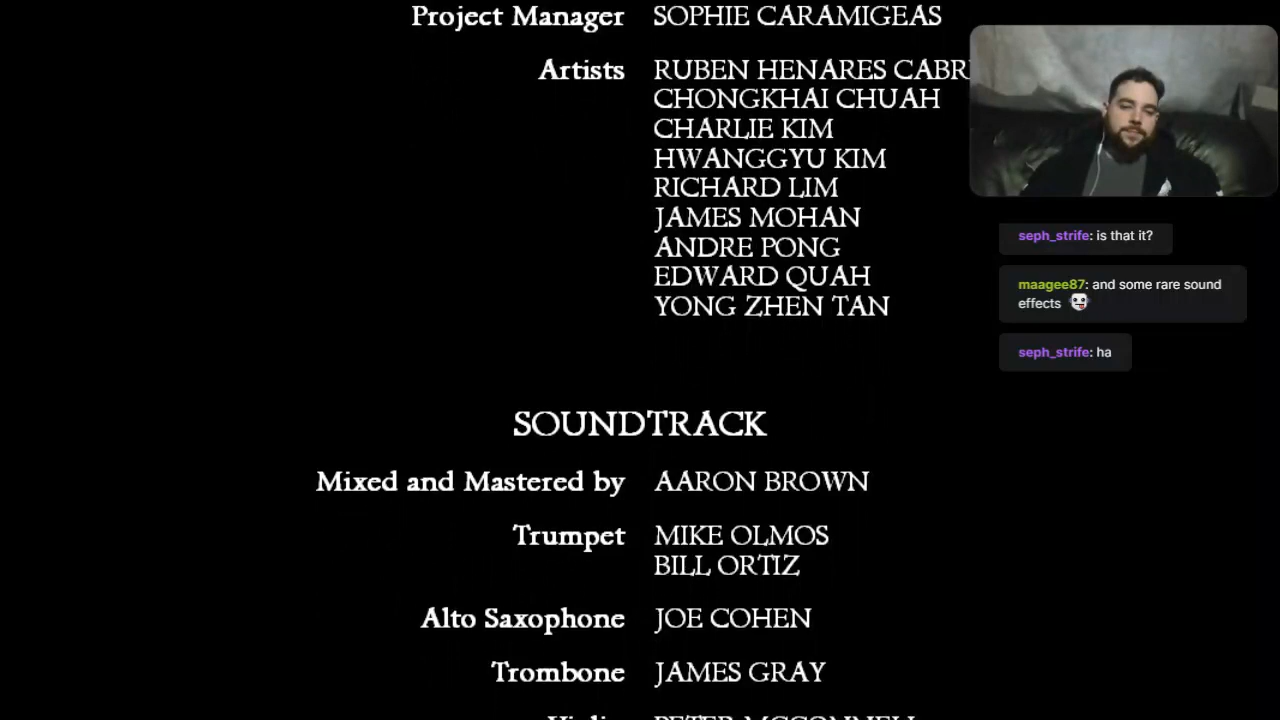 Project Manager SOPHIE CARAMIGEAS
Artists RUBEN HENARES CABR
CHONGKHAI CHUAH
CHARLIE KIM
HWANGGYU KIM
RICHARD LIM
JAMES MOHAN
ANDRE PONG
EDWARD QUAH
YONG ZHEN TAN
SOUNDTRACK
Mixed and Mastered by AARON BROWN
Trumpet MIKE OLMOS
BILL ORTIZ
Alto Saxophone JOE COHEN
Trombone JAMES GRAY
seph_strife: is that it?
maagee87: and some rare sound
effects
seph_strife: ha